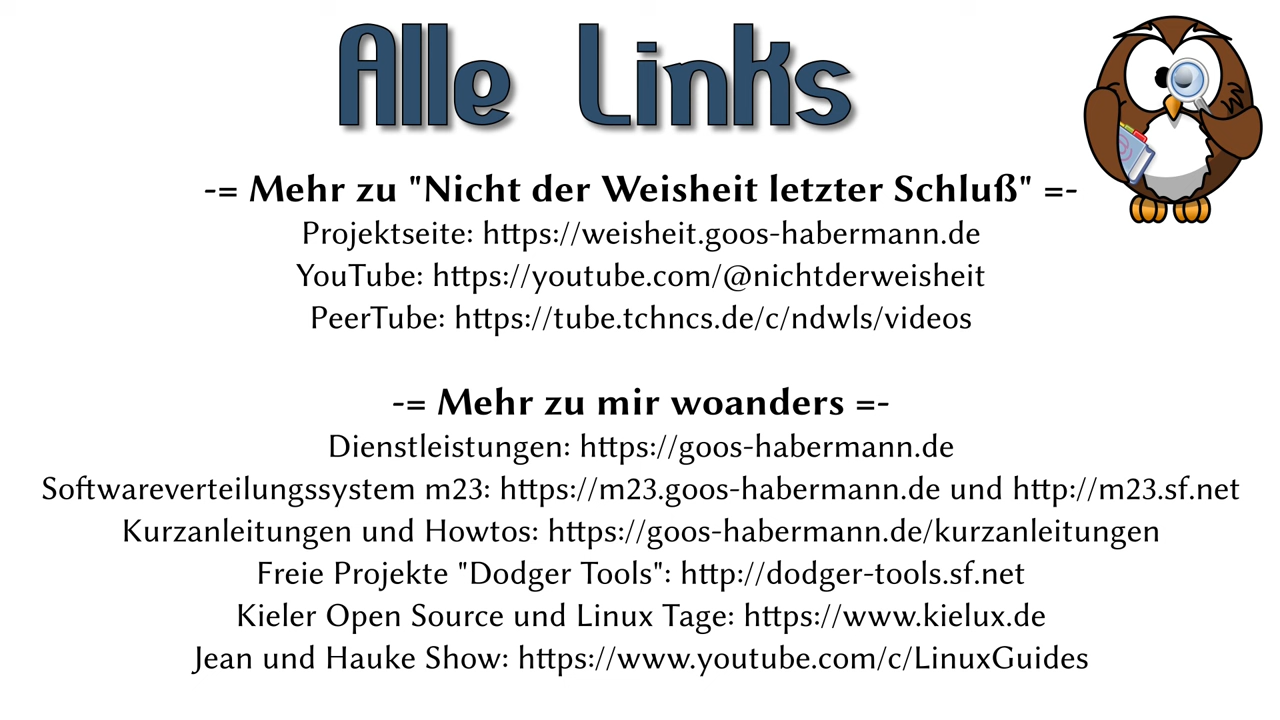 Alle Links
-= Mehr zu "Nicht der Weisheit letzter Schluß" =-
Projektseite: https://weisheit.goos-habermann.de
YouTube: https://youtube.com/@nichtderweisheit
PeerTube: https://tube.tchncs.de/c/ndwls/videos
-= Mehr zu mir woanders =-
Dienstleistungen: https://goos-habermann.de
Softwareverteilungssystem m23: https://m23.goos-habermann.de und http://m23.sf.net
Kurzanleitungen und Howtos: https://goos-habermann.de/kurzanleitungen
Freie Projekte "Dodger Tools": http://dodger-tools.sf.net
Kieler Open Source und Linux Tage: https://www.kielux.de
Jean und Hauke Show: https://www.youtube.com/c/LinuxGuides